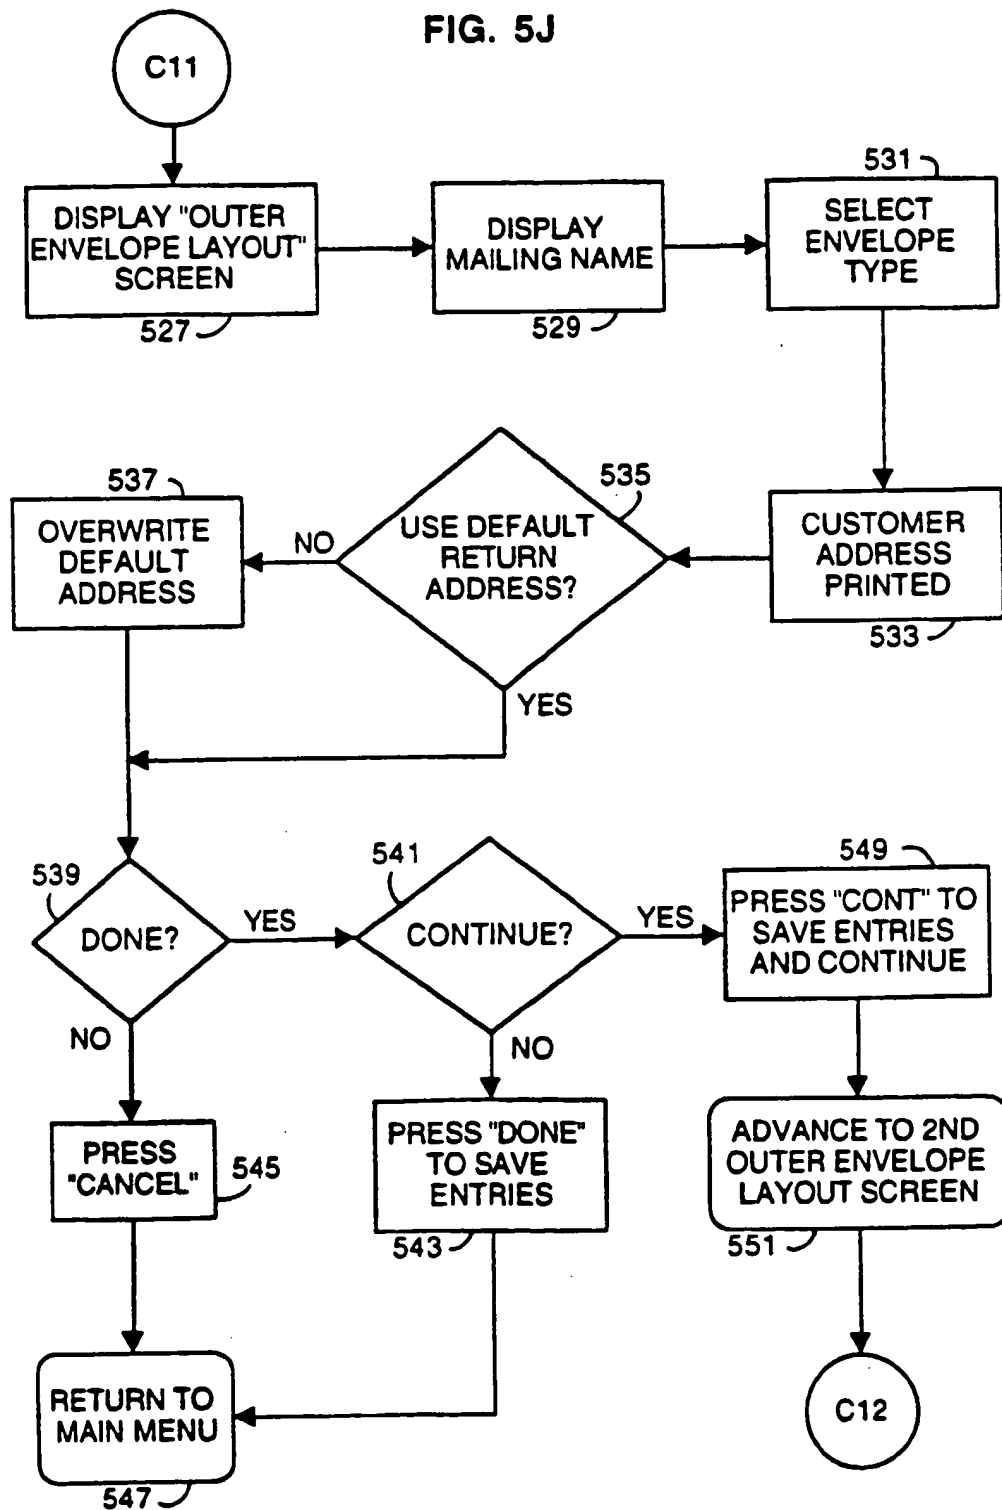 FIG. 5J
C11
DISPLAY "OUTER
ENVELOPE LAYOUT"
SCREEN
527
DISPLAY
MAILING NAME
529
531
SELECT
ENVELOPE
TYPE
CUSTOMER
ADDRESS
PRINTED
533
535
USE DEFAULT
RETURN
ADDRESS?
NO
YES
537
OVERWRITE
DEFAULT
ADDRESS
539
DONE?
YES
NO
541
CONTINUE?
YES
NO
549
PRESS "CONT" TO
SAVE ENTRIES
AND CONTINUE
PRESS
"CANCEL"
545
PRESS "DONE"
TO SAVE
ENTRIES
543
ADVANCE TO 2ND
OUTER ENVELOPE
LAYOUT SCREEN
551
RETURN TO
MAIN MENU
547
C12